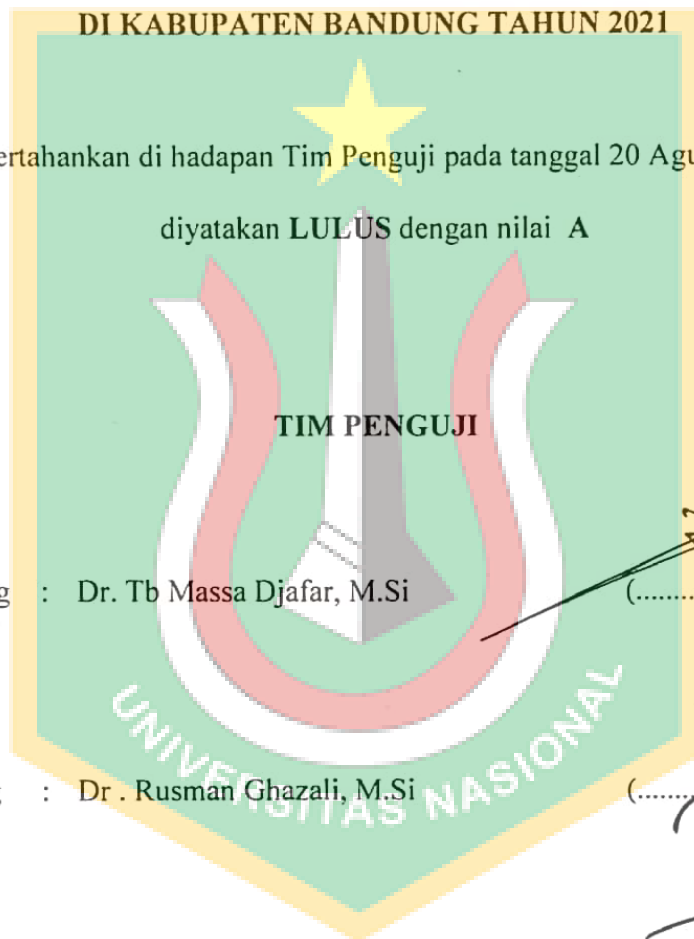 DI KABUPATEN BANDUNG TAHUN 2021
ertahankan di hadapan Tim Penguji pada tanggal 20 Agu
diyatakan LULUS dengan nilai A
TIM PENGUJI
g : Dr. Tb Massa Djafar, M.Si (.........
g : Dr . Rusman Ghazali, M.Si (.........
UNIVERSITAS NASIONAL